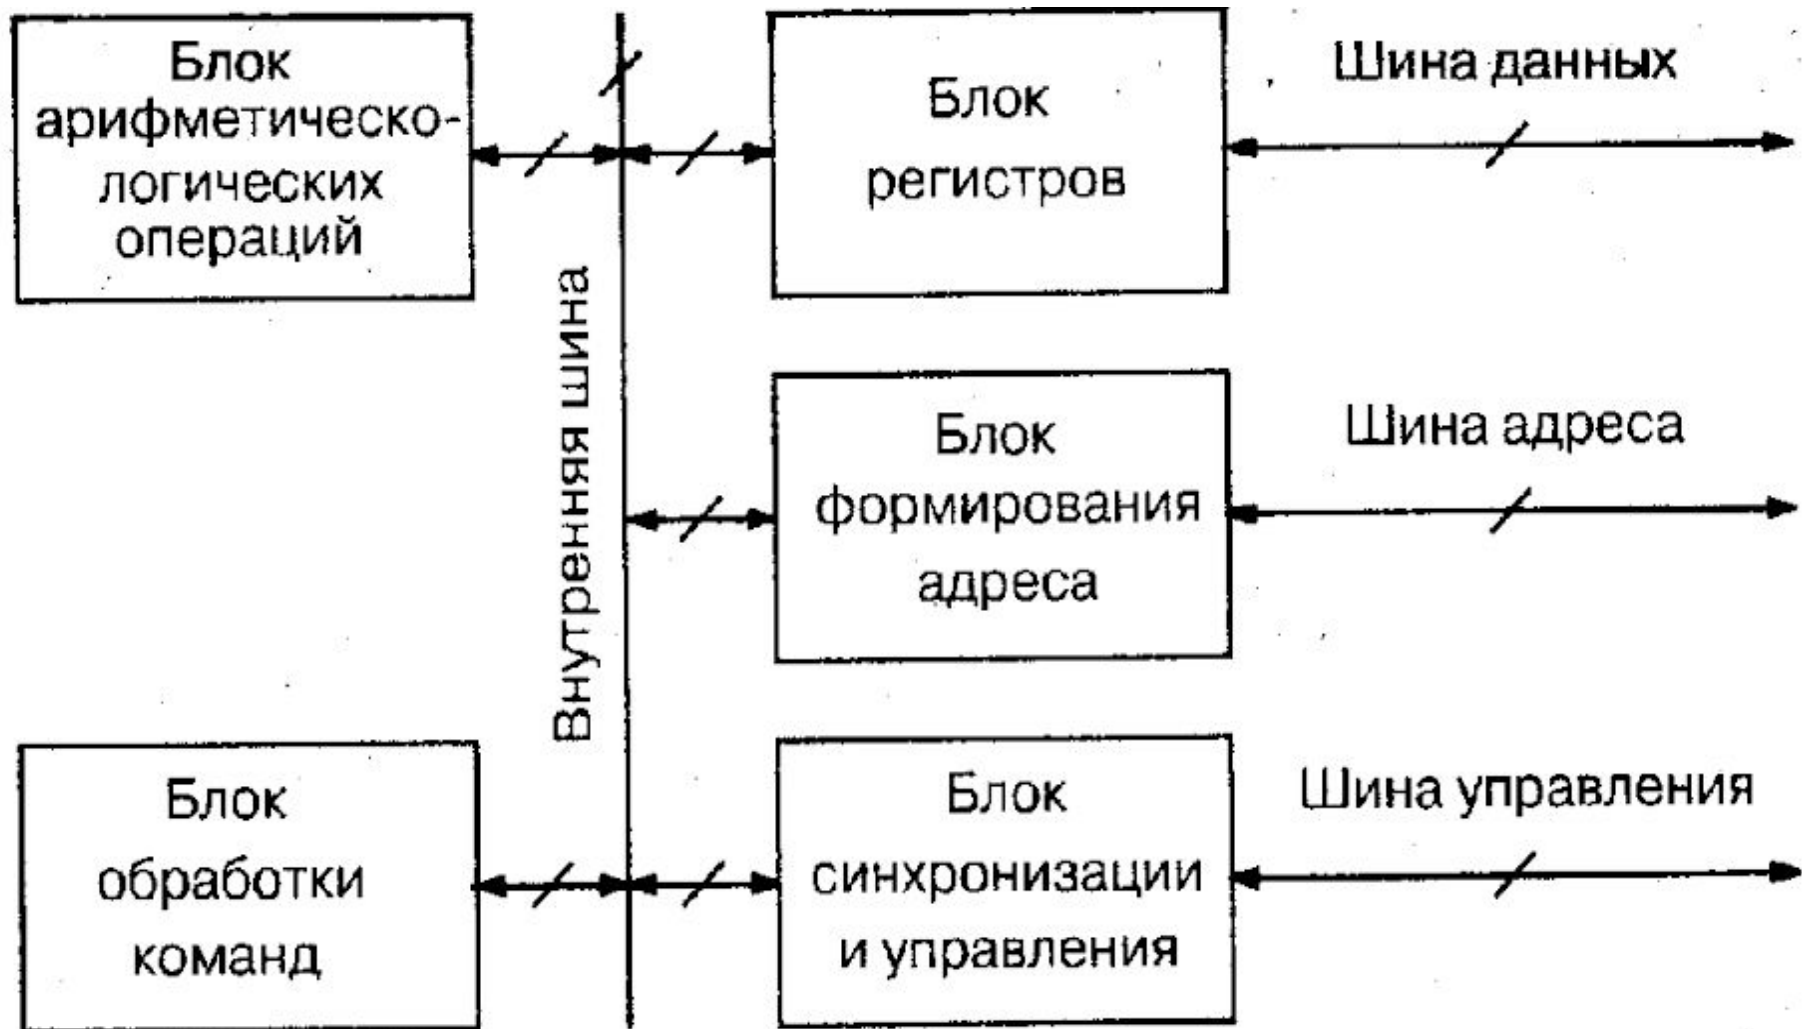 Блок
арифметическо-
логических
операций
Внутренняя шина
Блок
регистров
Шина данных
Блок
формирования
адреса
Шина адреса
Блок
обработки
команд
Блок
синхронизации
и управления
Шина управления